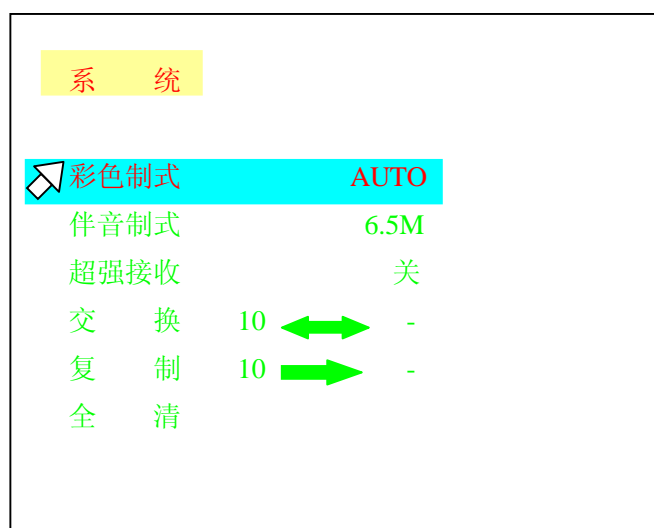 系 统
彩色制式 AUTO
伴音制式 6.5M
超强接收 关
交 换 10 -
复 制 10 -
全 清